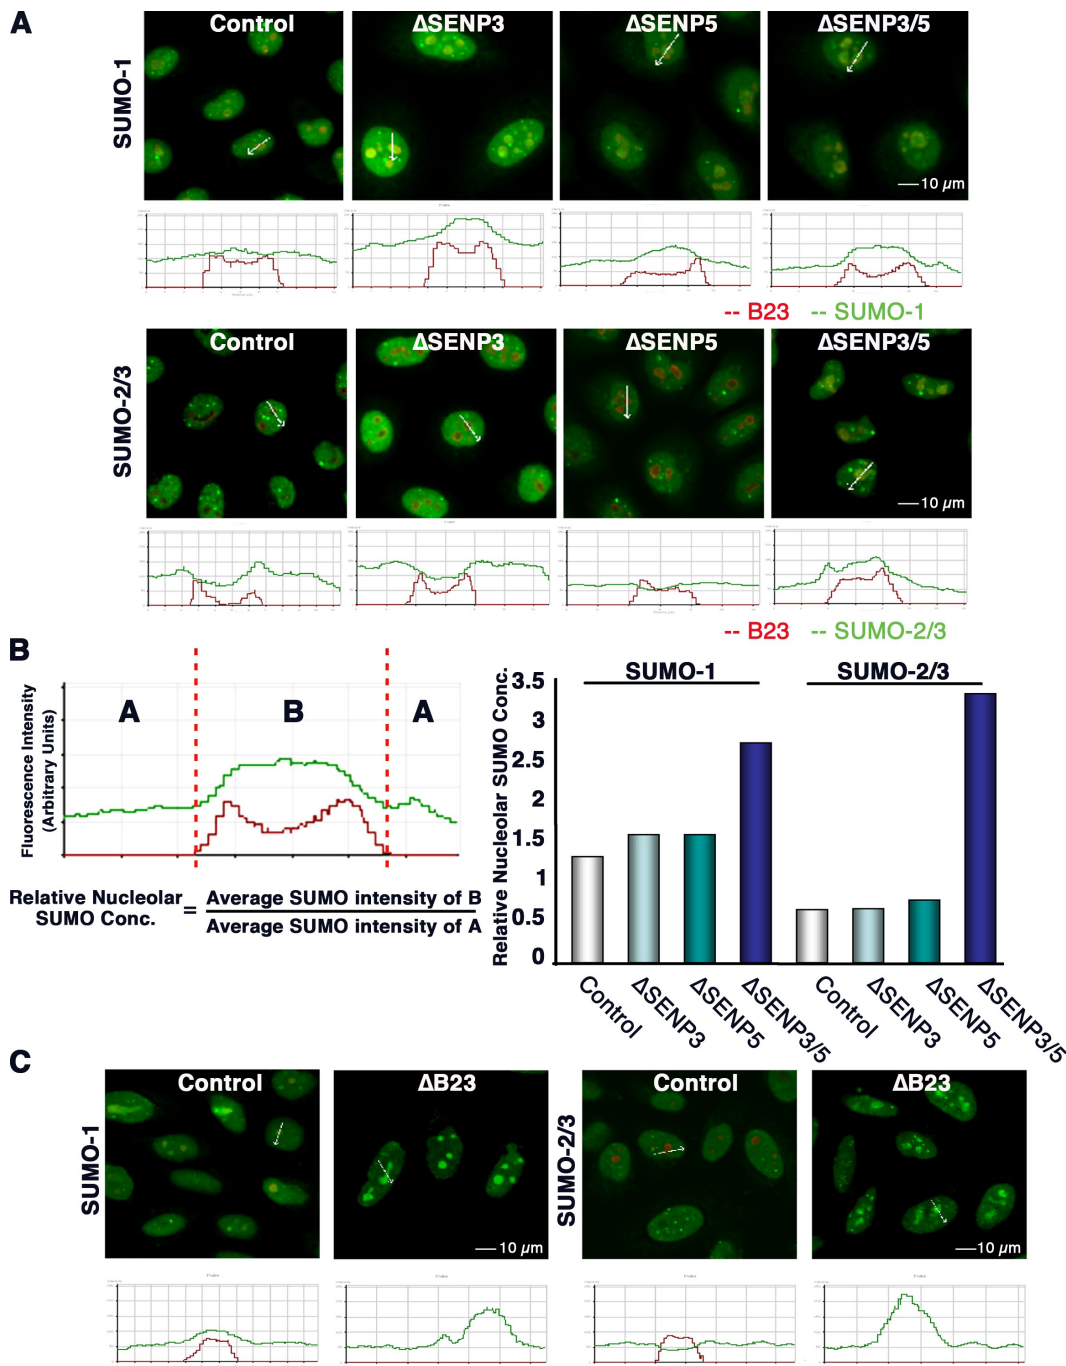 A
Control
ΔSENP3
ΔSENP5
ΔSENP3/5
SUMO-1
10 µm
-- B23 -- SUMO-1
Control
ΔSENP3
ΔSENP5
ΔSENP3/5
SUMO-2/3
10 µm
-- B23 -- SUMO-2/3
B
Fluorescence Intensity
(Arbitrary Units)
A
B
A
Relative Nucleolar
SUMO Conc.
=
Average SUMO intensity of B
Average SUMO intensity of A
Relative Nucleolar SUMO Conc.
SUMO-1
SUMO-2/3
3.5
3
2.5
2
1.5
1
0.5
0
Control
ΔSENP3
ΔSENP5
ΔSENP3/5
Control
ΔSENP3
ΔSENP5
ΔSENP3/5
C
SUMO-1
Control
ΔB23
10 µm
SUMO-2/3
Control
ΔB23
10 µm